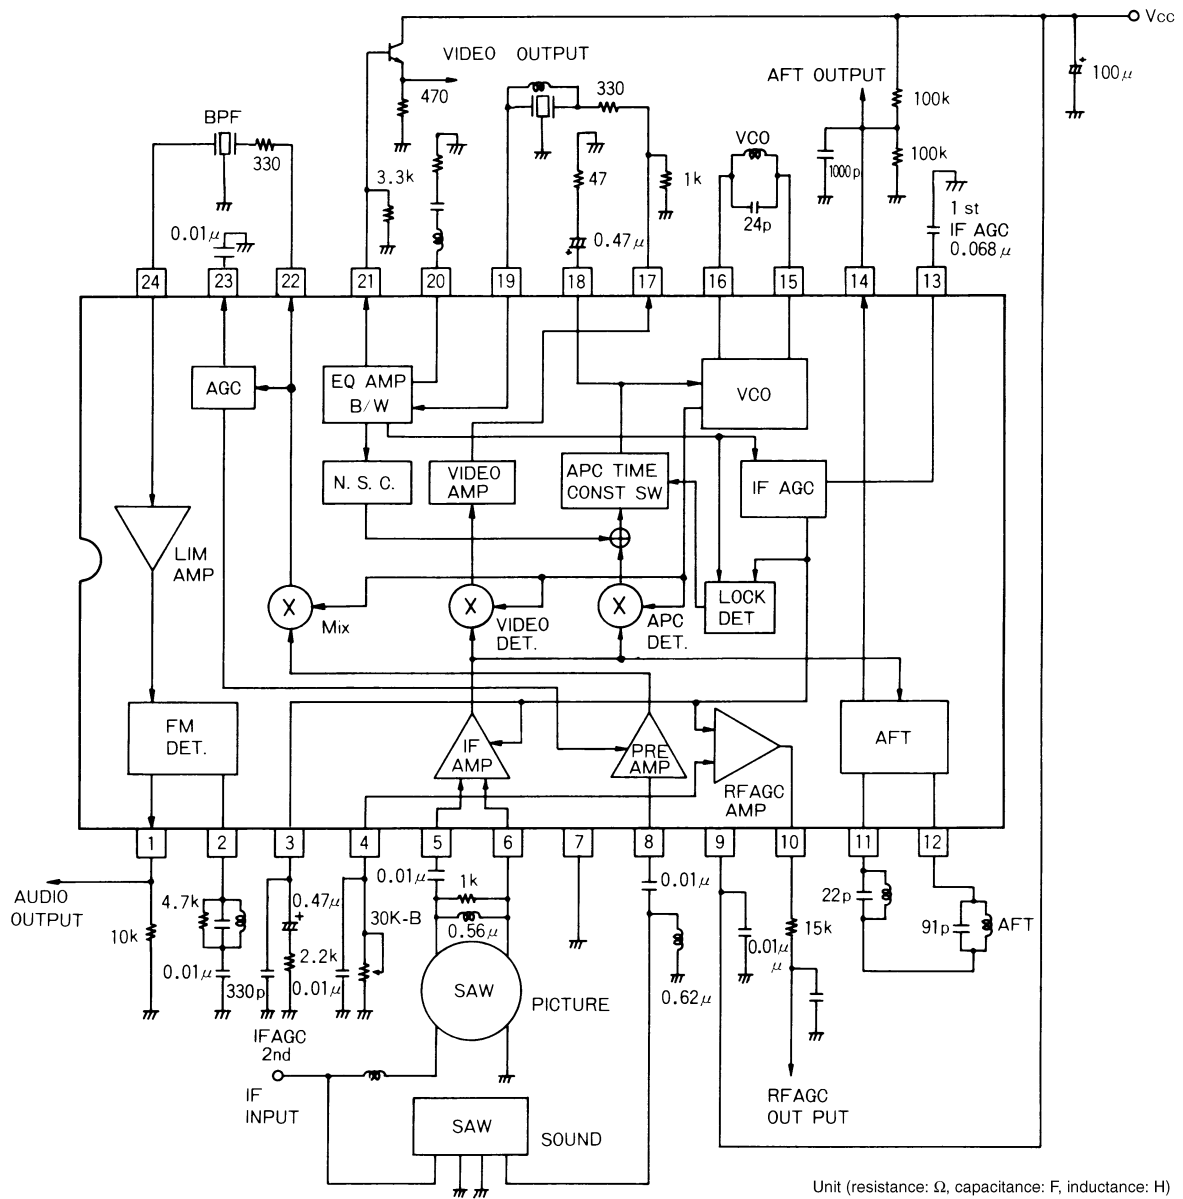 Vcc
VIDEO OUTPUT
470
330
AFT OUTPUT
100k
100μ
BPF
330
VCO
1000p
100k
3.3k
47
1k
24p
1 st
IF AGC
0.068μ
0.01μ
0.47μ
24
23
22
21
20
19
18
17
16
15
14
13
AGC
EQ AMP
B/W
VCO
N. S. C.
VIDEO
AMP
APC TIME
CONST SW
IF AGC
LIM
AMP
LOCK
DET
X
Mix
X
VIDEO
DET.
X
APC
DET.
FM
DET.
IF
AMP
PRE
AMP
RFAGC
AMP
AFT
1
2
3
4
5
6
7
8
9
10
11
12
AUDIO
OUTPUT
10k
4.7k
0.01μ
330p
0.47μ
+
2.2k
0.01μ
IFAGC
2nd
30K-B
0.01μ
1k
0.56μ
SAW
PICTURE
0.01μ
0.62μ
0.01μ
μ
15k
22p
91p
AFT
IF
INPUT
SAW
SOUND
RFAGC
OUT PUT
Unit (resistance: Ω, capacitance: F, inductance: H)